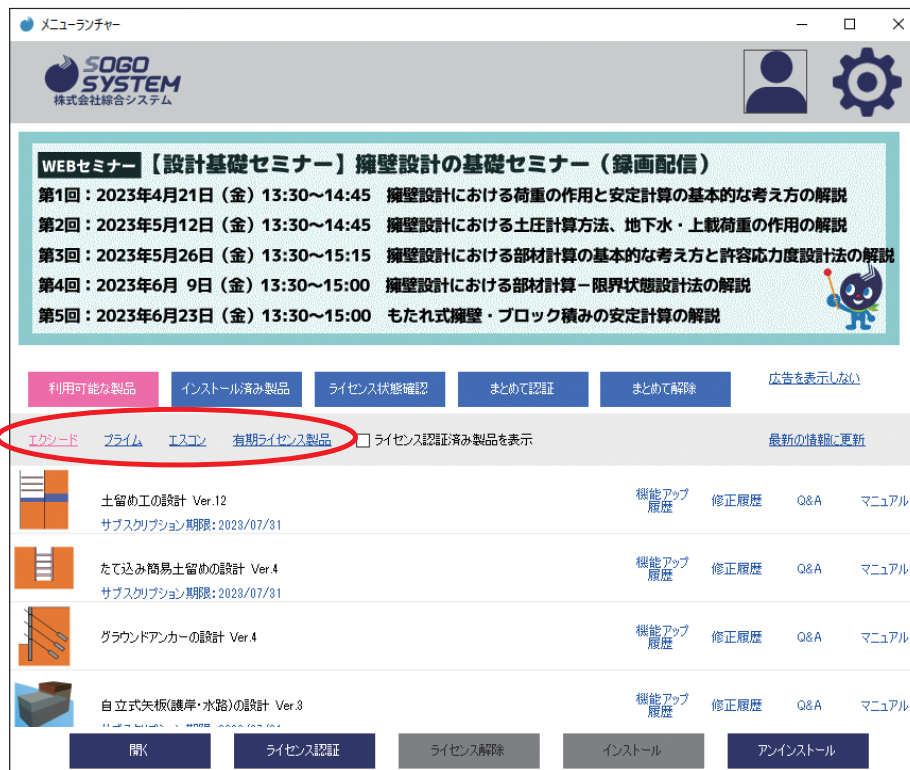 メニューランチャー
SOGO
SYSTEM
株式会社綜合システム
WEBセミナー 【設計基礎セミナー】擁壁設計の基礎セミナー（録画配信）
第1回：2023年4月21日（金）13:30～14:45 擁壁設計における荷重の作用と安定計算の基本的な考え方の解説
第2回：2023年5月12日（金）13:30～14:45 擁壁設計における土圧計算方法、地下水・上載荷重の作用の解説
第3回：2023年5月26日（金）13:30～15:15 擁壁設計における部材計算の基本的な考え方と許容応力度設計法の解説
第4回：2023年6月 9日（金）13:30～15:00 擁壁設計における部材計算－限界状態設計法の解説
第5回：2023年6月23日（金）13:30～15:00 もたれ式擁壁・ブロック積みの安定計算の解説
利用可能な製品 インストール済み製品 ライセンス状態確認 まとめて認証 まとめて解除 広告を表示しない
エクシード プライム エスコン 有期ライセンス製品 ライセンス認証済み製品を表示 最新の情報に更新
土留め工の設計 Ver.12 機能アップ履歴 修正履歴 Q&A マニュアル
サブスクリプション期限：2023/07/31
たて込み簡易土留めの設計 Ver.4 機能アップ履歴 修正履歴 Q&A マニュアル
サブスクリプション期限：2023/07/31
グラウンドアンカーの設計 Ver.4 機能アップ履歴 修正履歴 Q&A マニュアル
自立式矢板(護岸・水路)の設計 Ver.3 機能アップ履歴 修正履歴 Q&A マニュアル
開く ライセンス認証 ライセンス解除 インストール アンインストール